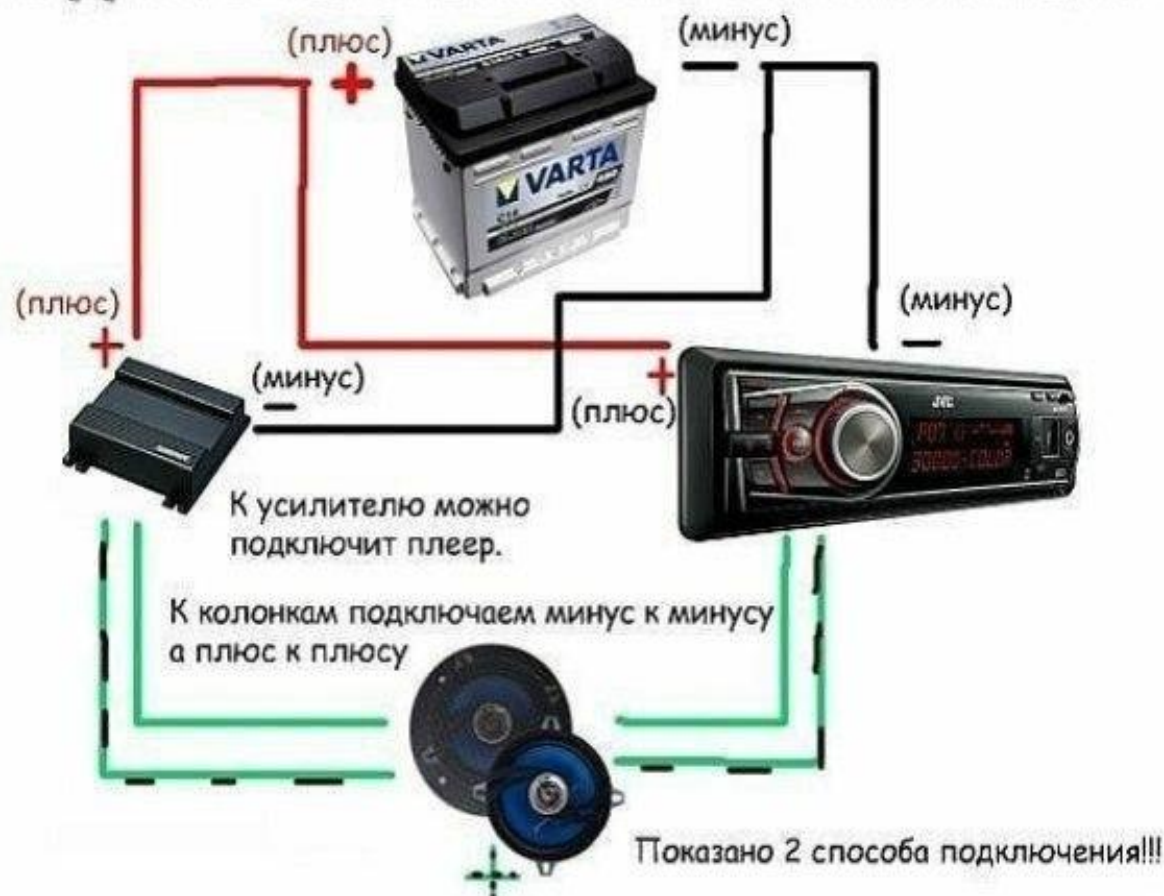 (плюс)
+
VARTA
(минус)
VARTA
(плюс)
+
(минус)
(минус)
+
(плюс)
JVC
К усилителю можно
подключит плеер.
К колонкам подключаем минус к минусу
а плюс к плюсу
Показано 2 способа подключения!!!